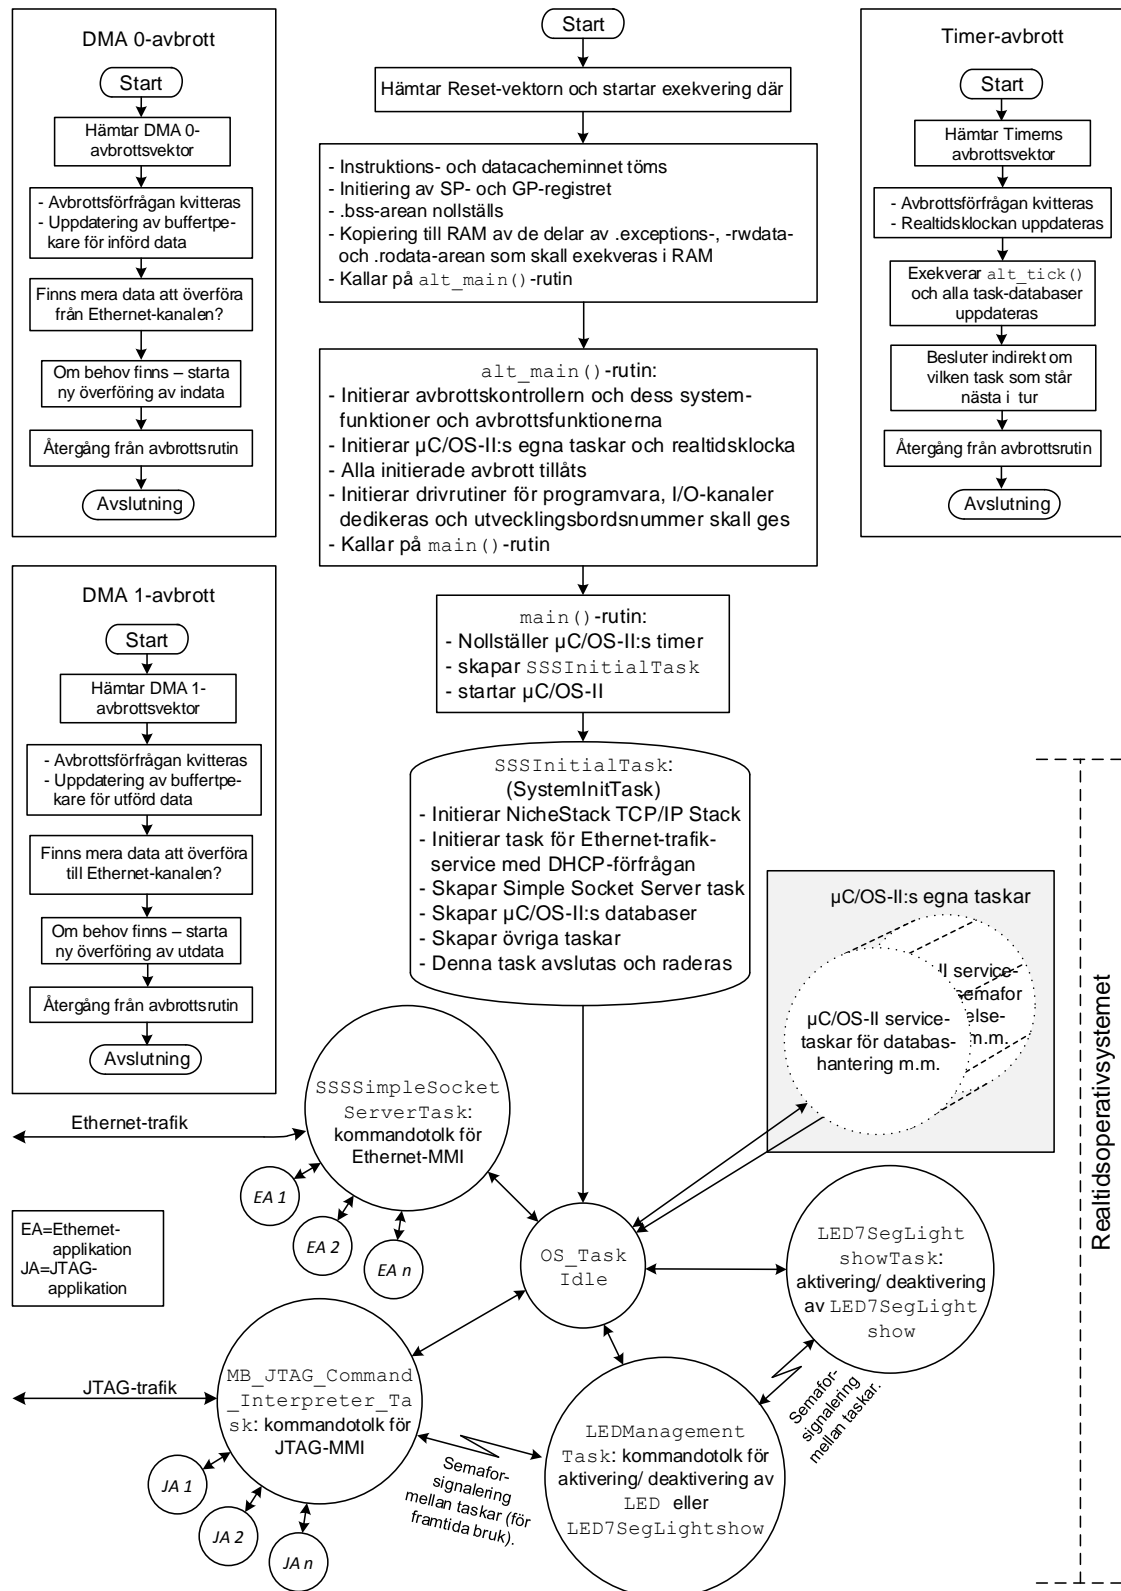 DMA 0-avbrott
Start
Hämtar DMA 0-
avbrottsvektor
- Avbrottsförfrågan kvitteras
- Uppdatering av buffertpe-
kare för införd data
Finns mera data att överföra
från Ethernet-kanalen?
Om behov finns – starta
ny överföring av indata
Återgång från avbrottsrutin
Avslutning
DMA 1-avbrott
Start
Hämtar DMA 1-
avbrottsvektor
- Avbrottsförfrågan kvitteras
- Uppdatering av buffertpe-
kare för utförd data
Finns mera data att överföra
till Ethernet-kanalen?
Om behov finns – starta
ny överföring av utdata
Återgång från avbrottsrutin
Avslutning
Start
Hämtar Reset-vektorn och startar exekvering där
- Instruktions- och datacacheminnet töms
- Initiering av SP- och GP-registret
- .bss-arean nollställs
- Kopiering till RAM av de delar av .exceptions-, -rwdata-
och .rodata-arean som skall exekveras i RAM
- Kallar på alt_main()-rutin
alt_main()-rutin:
- Initierar avbrottskontrollern och dess system-
funktioner och avbrottsfunktionerna
- Initierar µC/OS-II:s egna taskar och realtidsklocka
- Alla initierade avbrott tillåts
- Initierar drivrutiner för programvara, I/O-kanaler
dedikeras och utvecklingsbordsnummer skall ges
- Kallar på main()-rutin
main()-rutin:
- Nollställer µC/OS-II:s timer
- skapar SSSInitialTask
- startar µC/OS-II
SSSInitialTask:
(SystemInitTask)
- Initierar NicheStack TCP/IP Stack
- Initierar task för Ethernet-trafik-
service med DHCP-förfrågan
- Skapar Simple Socket Server task
- Skapar µC/OS-II:s databaser
- Skapar övriga taskar
- Denna task avslutas och raderas
Timer-avbrott
Start
Hämtar Timerns
avbrottsvektor
- Avbrottsförfrågan kvitteras
- Realtidsklockan uppdateras
Exekverar alt_tick()
och alla task-databaser
uppdateras
Besluter indirekt om
vilken task som står
nästa i tur
Återgång från avbrottsrutin
Avslutning
Realtidsoperativsystemet
µC/OS-II:s egna taskar
II service-
semafor
else-
m.m.
µC/OS-II service-
taskar för databas-
hantering m.m.
SSSSimpleSocket
ServerTask:
kommandotolk för
Ethernet-MMI
Ethernet-trafik
EA 1
EA 2
EA n
EA=Ethernet-
applikation
JA=JTAG-
applikation
OS_Task
Idle
LED7SegLight
showTask:
aktivering/ deaktivering
av LED7SegLight
show
JTAG-trafik
MB_JTAG_Command
_Interpreter_Ta
sk: kommandotolk för
JTAG-MMI
JA 1
JA 2
JA n
Semafor-
signalering
mellan taskar (för
framtida bruk).
LEDManagement
Task: kommandotolk för
aktivering/ deaktivering av
LED eller
LED7SegLightshow
Semafor-
signalering
mellan taskar.